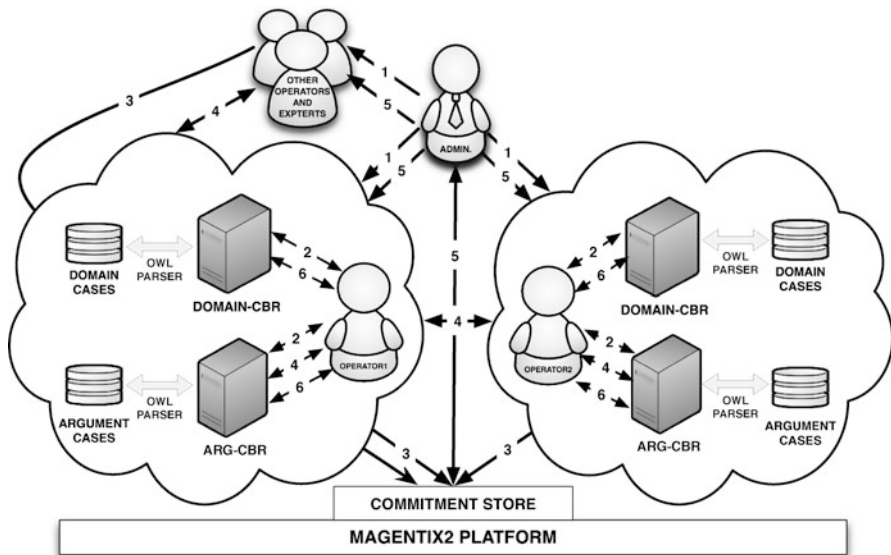 OTHER
OPERATORS
AND
EXPTERTS
ADMIN.
1
5
3
4
1
5
1
5
DOMAIN
CASES
OWL
PARSER
DOMAIN-CBR
2
6
OPERATOR1
ARGUMENT
CASES
OWL
PARSER
ARG-CBR
2
4
6
5
4
OPERATOR2
2
6
DOMAIN-CBR
OWL
PARSER
DOMAIN
CASES
2
4
6
ARG-CBR
OWL
PARSER
ARGUMENT
CASES
3
3
COMMITMENT STORE
MAGENTIX2 PLATFORM